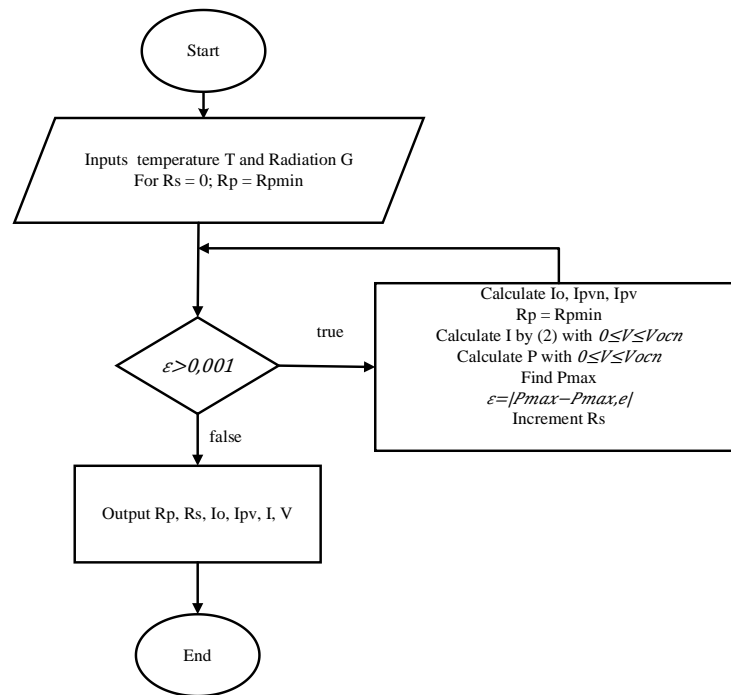 Start
Inputs temperature T and Radiation G
For Rs = 0; Rp = Rpmin
ε>0,001
true
Calculate Io, Ipvn, Ipv
Rp = Rpmin
Calculate I by (2) with 0≤V≤Vocn
Calculate P with 0≤V≤Vocn
Find Pmax
ε=|Pmax−Pmax,e|
Increment Rs
false
Output Rp, Rs, Io, Ipv, I, V
End